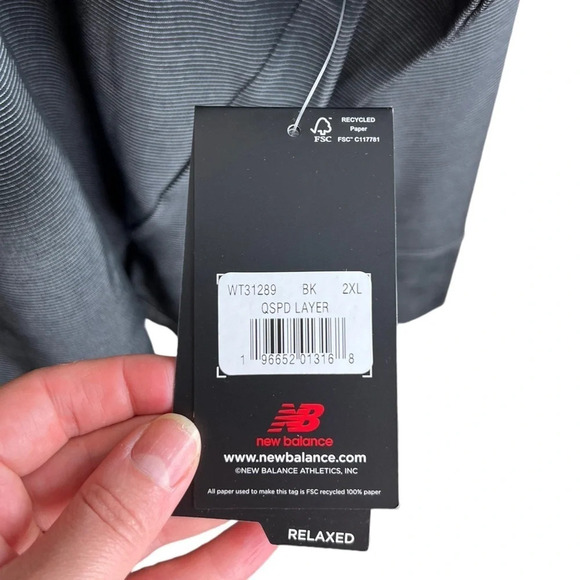 RECYCLED
Paper
FSC™ C117781
FSC
WT31289 BK 2XL
QSPD LAYER
1 96652 01316 8
NB
new balance
www.newbalance.com
©NEW BALANCE ATHLETICS, INC
All paper used to make this tag is FSC recycled 100% paper
RELAXED